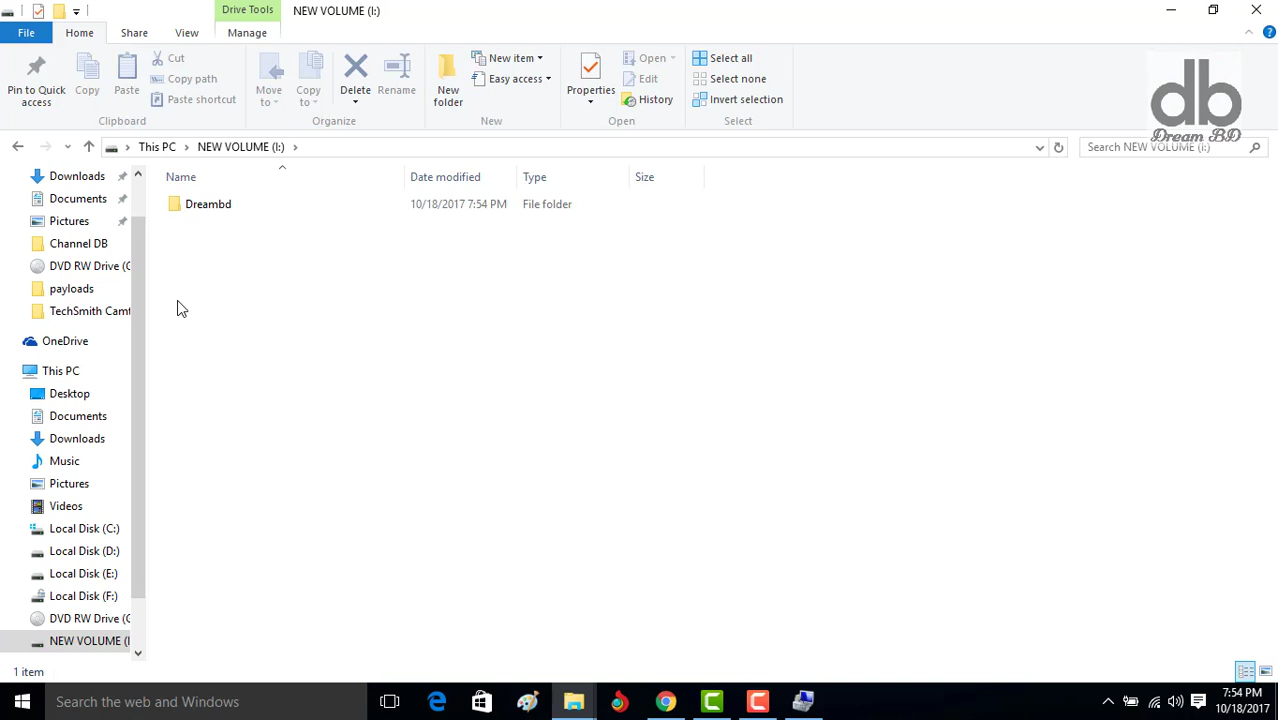 Drive Tools
NEW VOLUME (I:)
File
Home
Share
View
Manage
Pin to Quick access
Copy
Paste
Cut
Copy path
Paste shortcut
Clipboard
Move to
Copy to
Delete
Rename
Organize
New folder
New item
Easy access
New
Properties
Open
Edit
History
Open
Select all
Select none
Invert selection
Select
db
Dream BD
This PC
NEW VOLUME (I:)
Search NEW VOLUME (I:)
Name
Date modified
Type
Size
Dreambd
10/18/2017 7:54 PM
File folder
Downloads
Documents
Pictures
Channel DB
DVD RW Drive (G
payloads
TechSmith Camt
OneDrive
This PC
Desktop
Documents
Downloads
Music
Pictures
Videos
Local Disk (C:)
Local Disk (D:)
Local Disk (E:)
Local Disk (F:)
DVD RW Drive (G
NEW VOLUME (I
1 item
Search the web and Windows
7:54 PM
10/18/2017